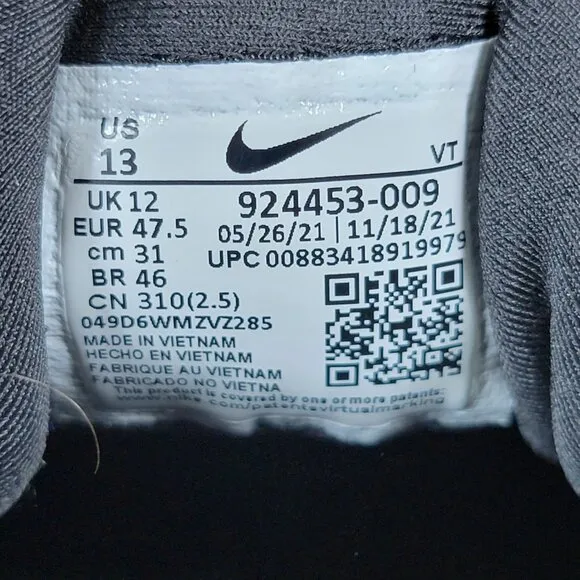 US
13
VT
UK 12
EUR 47.5
cm 31
BR 46
CN 310(2.5)
924453-009
05/26/21 | 11/18/21
UPC 00883418919979
049D6WMZVZ285
MADE IN VIETNAM
HECHO EN VIETNAM
FABRIQUE AU VIETNAM
FABRICADO NO VIETNA
This product is covered by one or more
www.nike.com/patentsvirtualmarking